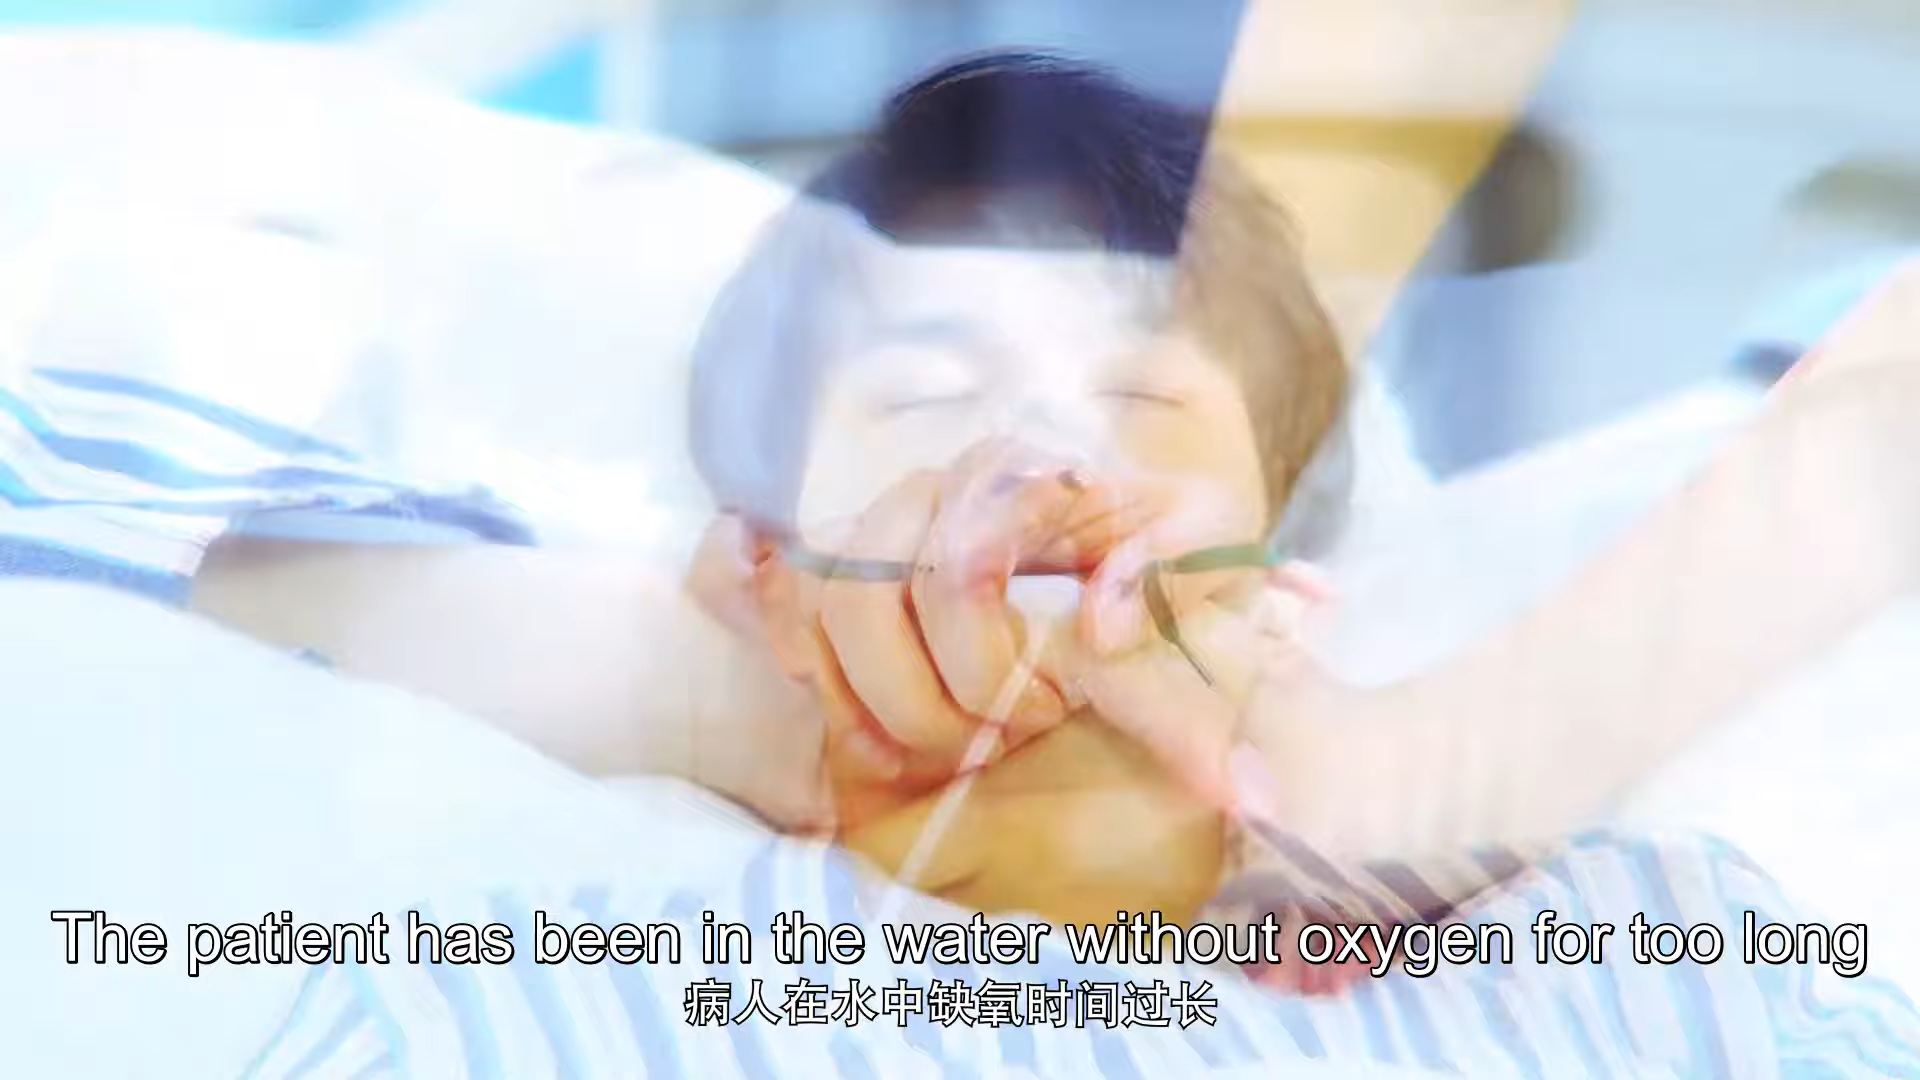 The patient has been in the water without oxygen for too long
病人在水中缺氧时间过长